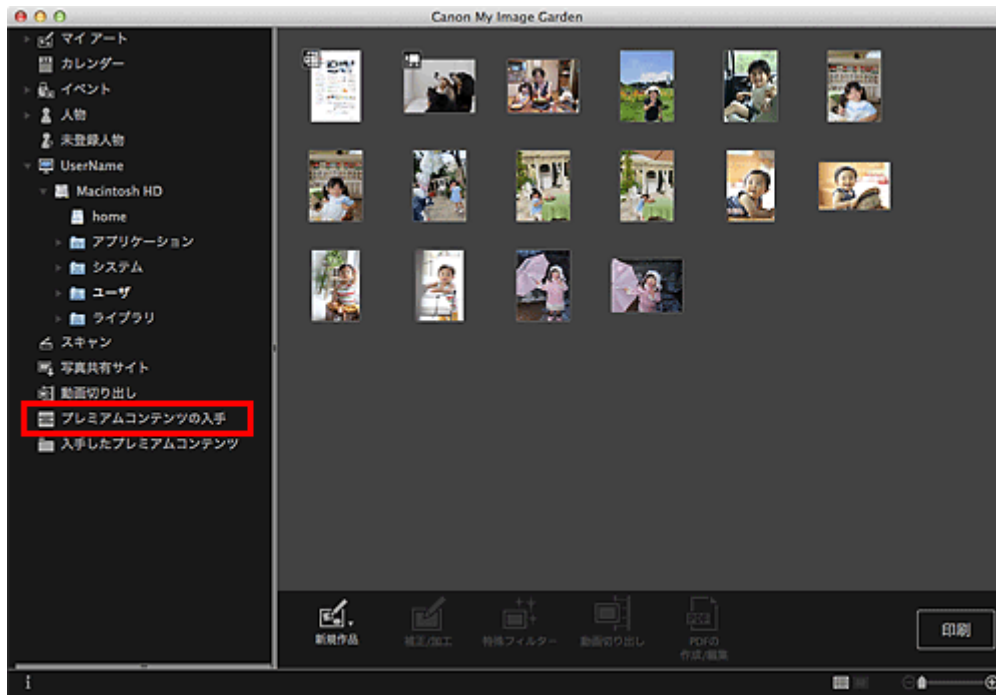 Canon My Image Garden
マイ アート
カレンダー
イベント
人物
未登録人物
UserName
Macintosh HD
home
アプリケーション
システム
ユーザ
ライブラリ
スキャン
写真共有サイト
動画切り出し
プレミアムコンテンツの入手
入手したプレミアムコンテンツ
新規作品
補正/加工
特殊フィルター
動画切り出し
PDF
PDFの
作成/編集
印刷